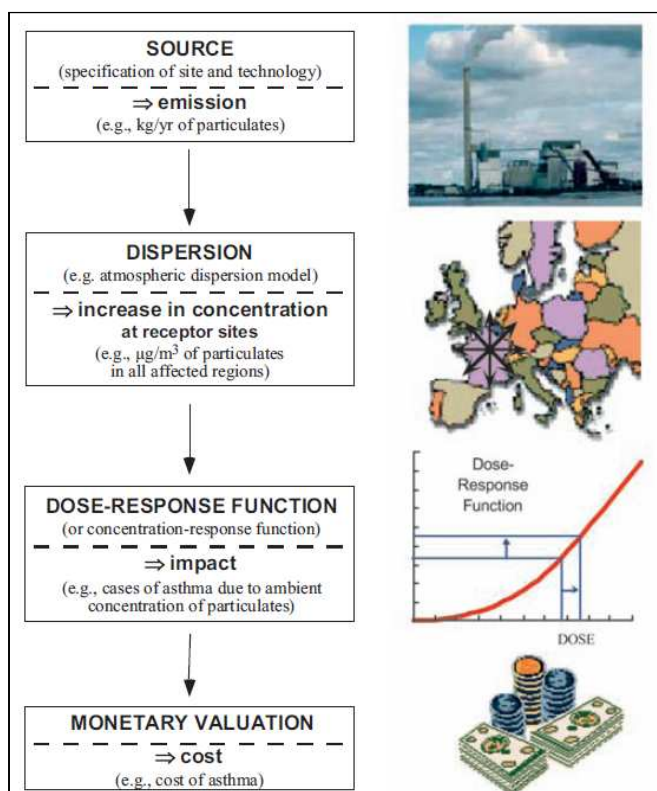 SOURCE
(specification of site and technology)
⇒ emission
(e.g., kg/yr of particulates)
DISPERSION
(e.g. atmospheric dispersion model)
⇒ increase in concentration
at receptor sites
(e.g., µg/m³ of particulates
in all affected regions)
DOSE-RESPONSE FUNCTION
(or concentration-response function)
⇒ impact
(e.g., cases of asthma due to ambient
concentration of particulates)
MONETARY VALUATION
⇒ cost
(e.g., cost of asthma)
Dose-
Response
Function
DOSE